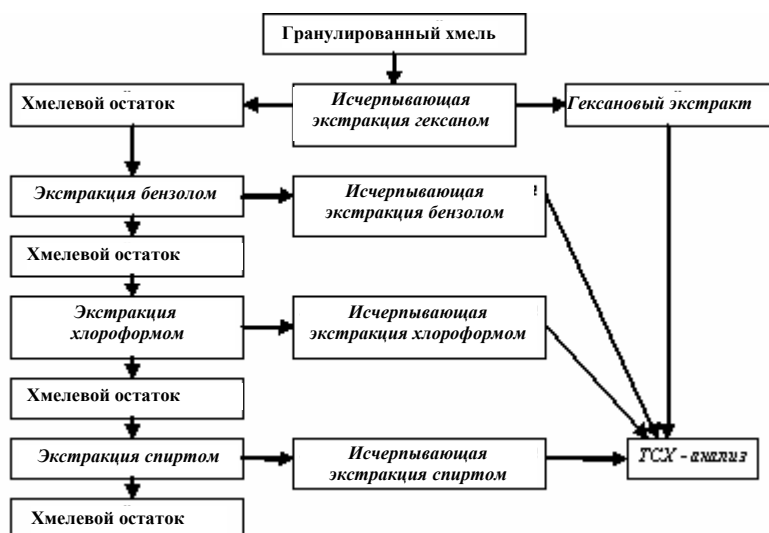 Гранулированный хмель
Хмелевой остаток
Исчерпывающая
экстракция гексаном
Гексановый экстракт
Экстракция бензолом
Исчерпывающая
экстракция бензолом
Хмелевой остаток
Экстракция
хлороформом
Исчерпывающая
экстракция хлороформом
Хмелевой остаток
Экстракция спиртом
Исчерпывающая
экстракция спиртом
ТСХ - анализ
Хмелевой остаток